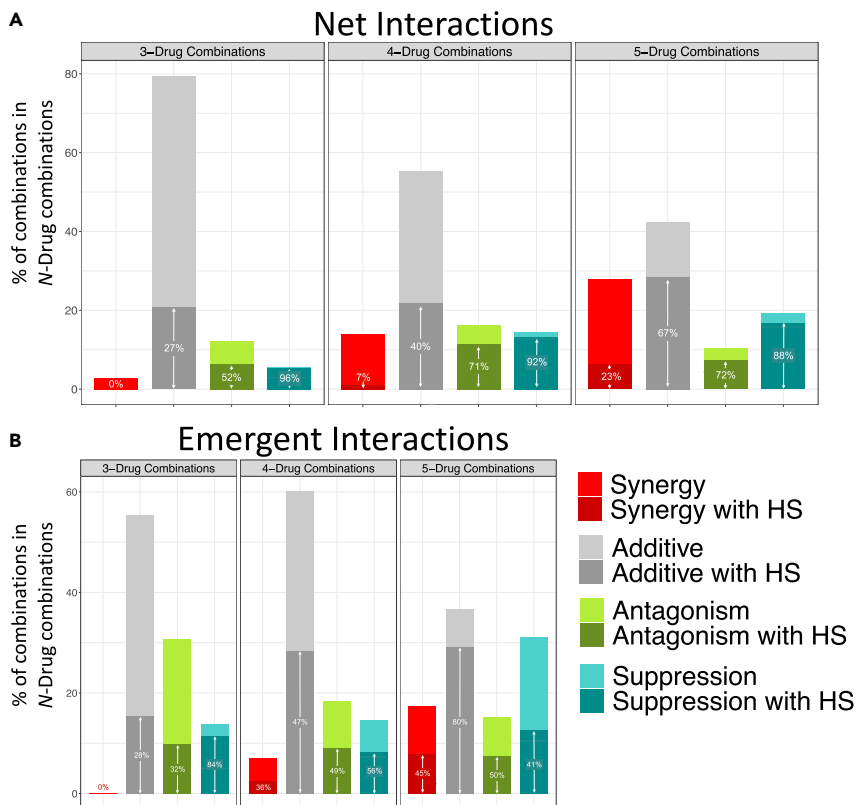 A
Net Interactions
3–Drug Combinations
4–Drug Combinations
5–Drug Combinations
% of combinations in
N-Drug combinations
80
60
40
20
0
0%
27%
52%
96%
7%
40%
71%
92%
23%
67%
72%
88%
B
Emergent Interactions
3–Drug Combinations
4–Drug Combinations
5–Drug Combinations
% of combinations in
N-Drug combinations
60
40
20
0
0%
28%
32%
84%
36%
47%
49%
56%
45%
80%
50%
41%
Synergy
Synergy with HS
Additive
Additive with HS
Antagonism
Antagonism with HS
Suppression
Suppression with HS